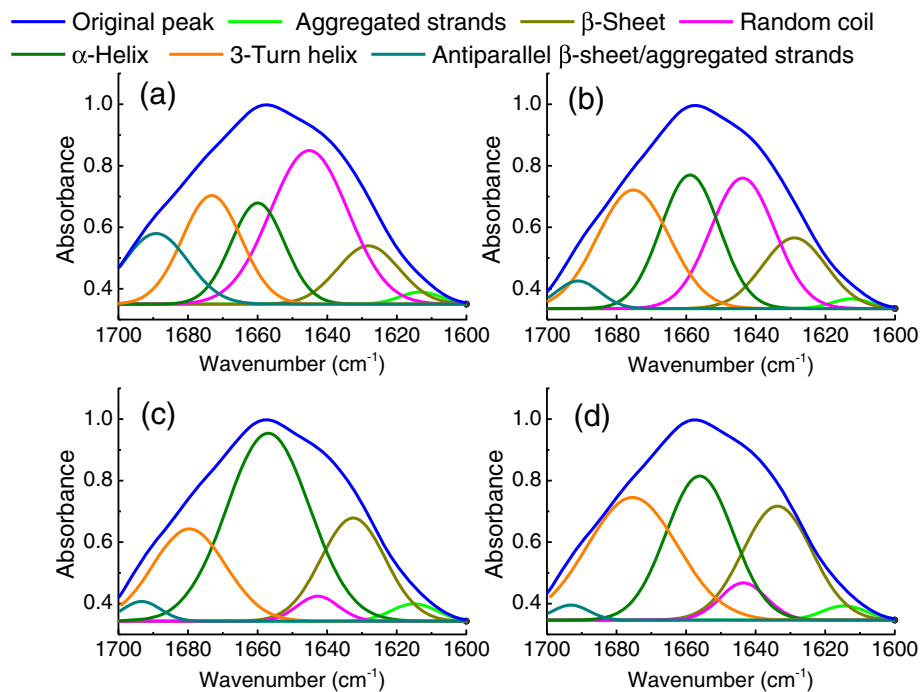 Original peak Aggregated strands β-Sheet Random coil
α-Helix 3-Turn helix Antiparallel β-sheet/aggregated strands
(a)
Absorbance
1.0
0.8
0.6
0.4
1700 1680 1660 1640 1620 1600
Wavenumber (cm⁻¹)
(b)
Absorbance
1.0
0.8
0.6
0.4
1700 1680 1660 1640 1620 1600
Wavenumber (cm⁻¹)
(c)
Absorbance
1.0
0.8
0.6
0.4
1700 1680 1660 1640 1620 1600
Wavenumber (cm⁻¹)
(d)
Absorbance
1.0
0.8
0.6
0.4
1700 1680 1660 1640 1620 1600
Wavenumber (cm⁻¹)